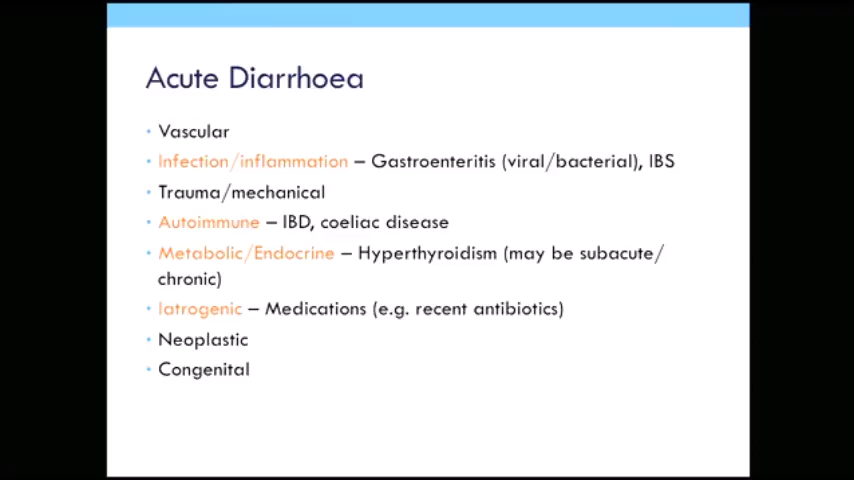 Acute Diarrhoea
• Vascular
• Infection/inflammation – Gastroenteritis (viral/bacterial), IBS
• Trauma/mechanical
• Autoimmune – IBD, coeliac disease
• Metabolic/Endocrine – Hyperthyroidism (may be subacute/
chronic)
• Iatrogenic – Medications (e.g. recent antibiotics)
• Neoplastic
• Congenital